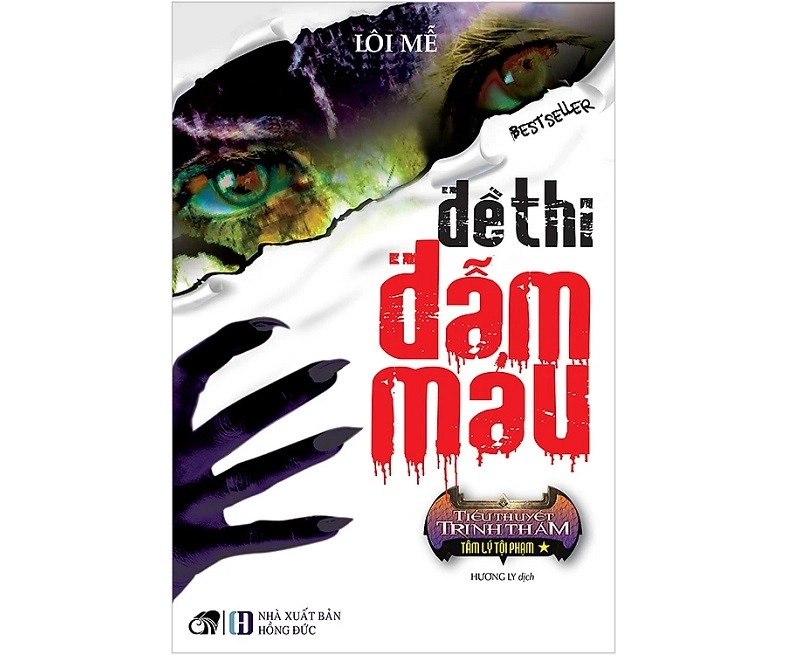 LÔI MỄ
BESTSELLER
đề thi
đẫm
máu
TIỂU THUYẾT
TRINH THÁM
TÂM LÝ TỘI PHẠM
HƯƠNG LY dịch
NHÀ XUẤT BẢN
HỒNG ĐỨC